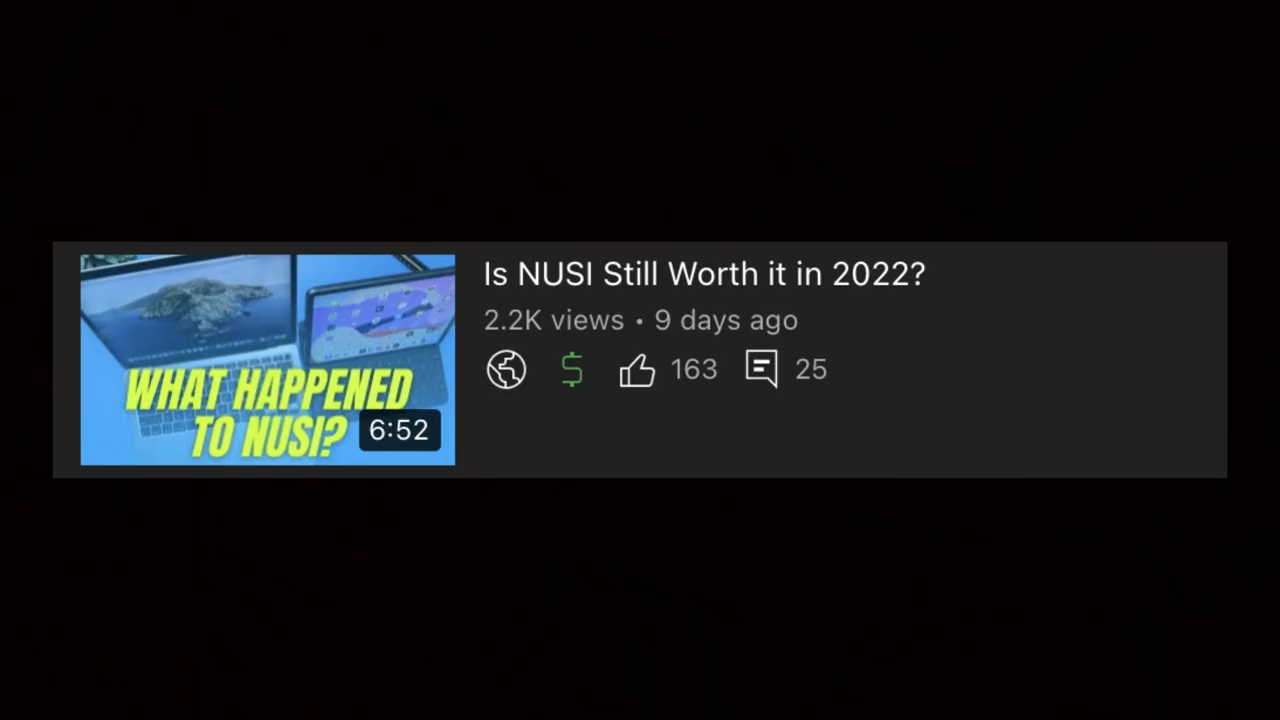 WHAT HAPPENED
TO NUSI?
6:52
Is NUSI Still Worth it in 2022?
2.2K views • 9 days ago
163 25